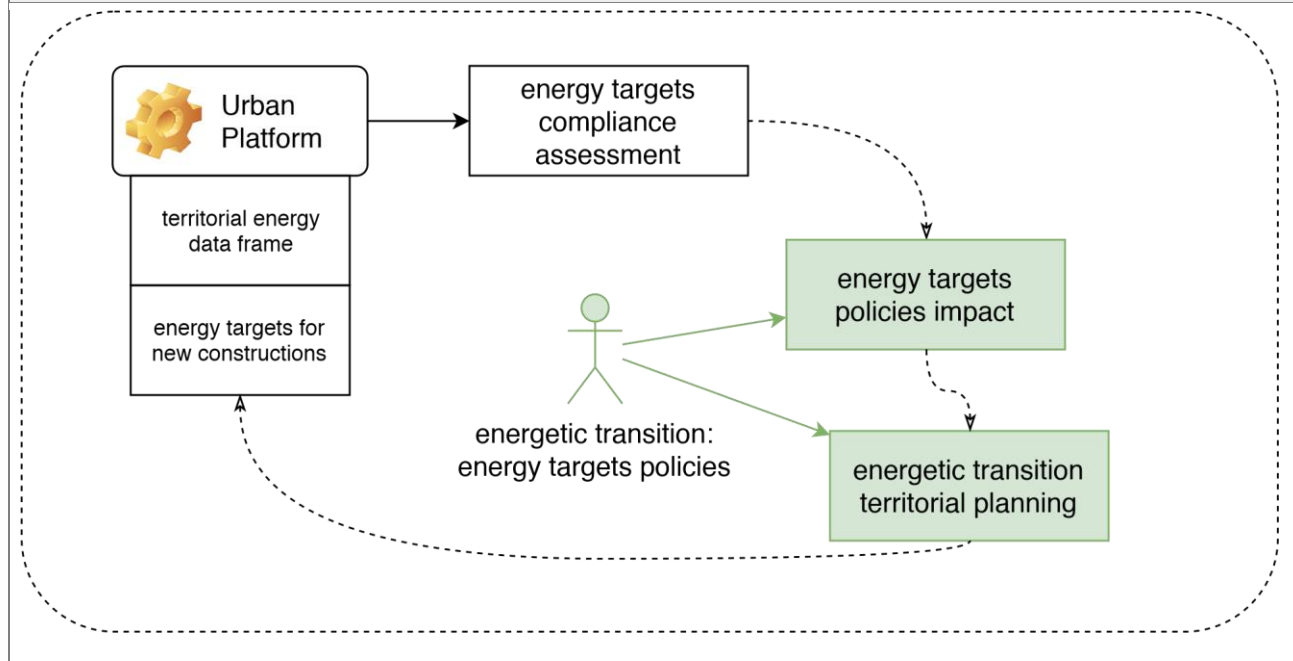 Urban
Platform
energy targets
compliance
assessment
territorial energy
data frame
energy targets for
new constructions
energy targets
policies impact
energetic transition:
energy targets policies
energetic transition
territorial planning